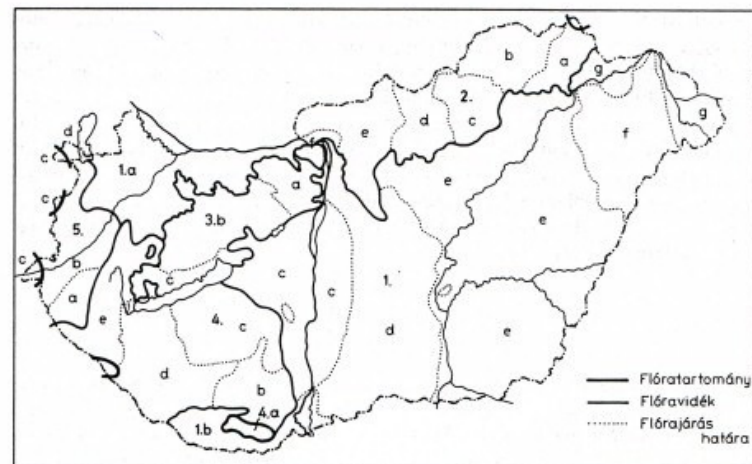 b
a
g
d
2.
c
e
d
g
c
1.a
f
a
e
c
3.b
5.
e
c
b
c
c
c
1.
a
e
4.
c
d
e
d
b
4.a
1.b
Flóratartomány
Flóravidék
Flórajárás
határa